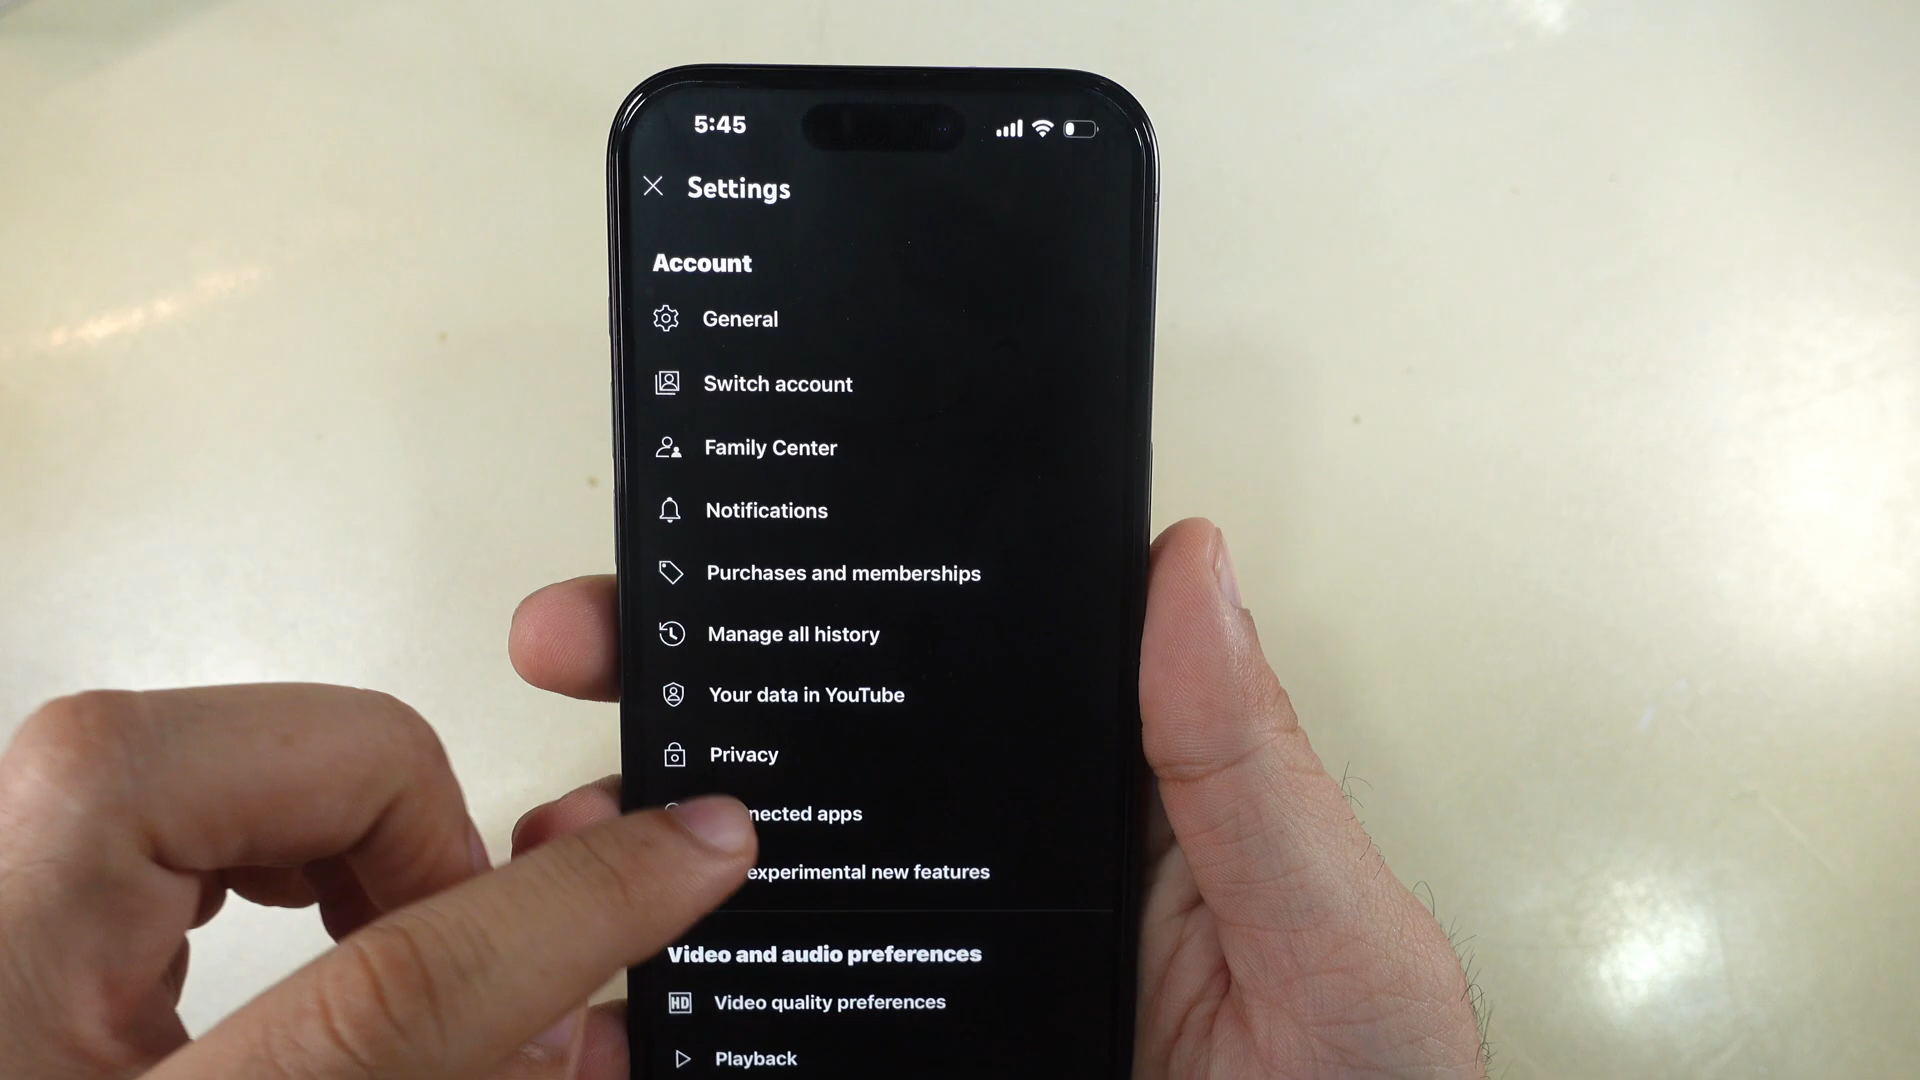 5:45
Settings
Account
General
Switch account
Family Center
Notifications
Purchases and memberships
Manage all history
Your data in YouTube
Privacy
nected apps
experimental new features
Video and audio preferences
HD Video quality preferences
Playback